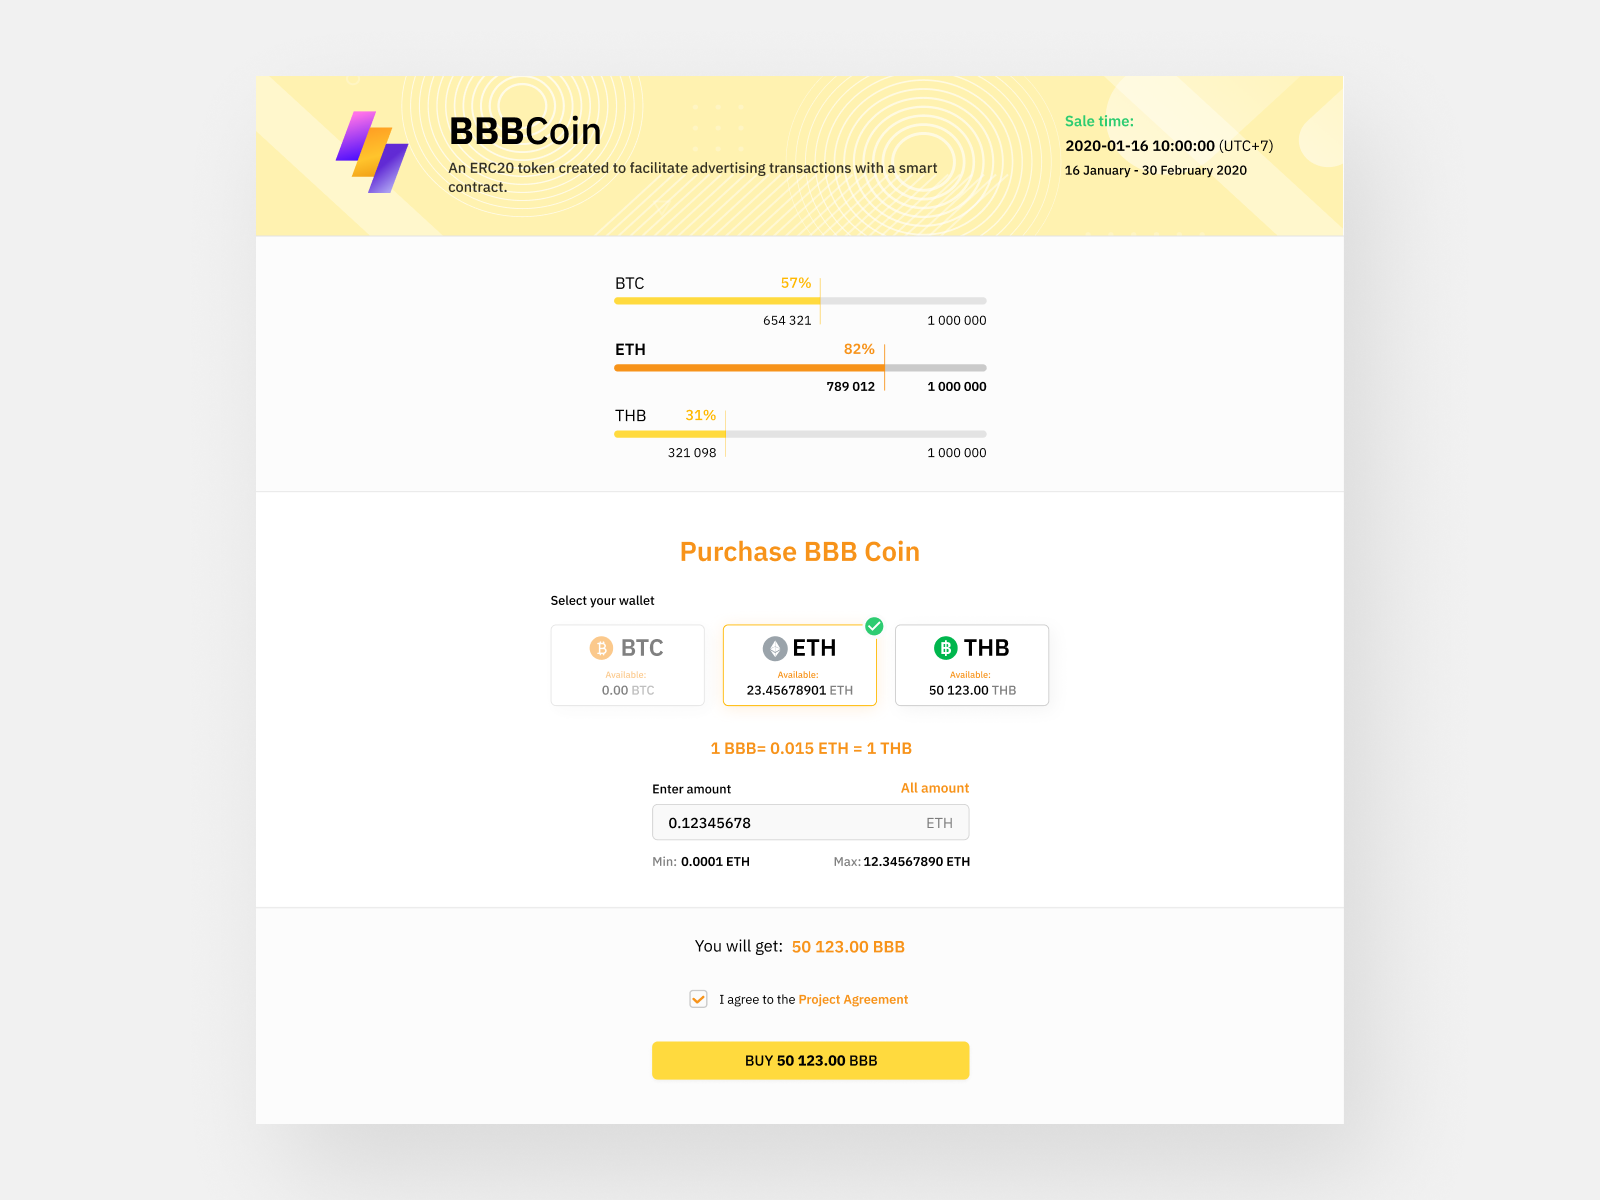 BBBCoin
An ERC20 token created to facilitate advertising transactions with a smart
contract.
Sale time:
2020-01-16 10:00:00 (UTC+7)
16 January - 30 February 2020
BTC 57%
654 321 1 000 000
ETH 82%
789 012 1 000 000
THB 31%
321 098 1 000 000
Purchase BBB Coin
Select your wallet
BTC
Available:
0.00 BTC
ETH
Available:
23.45678901 ETH
THB
Available:
50 123.00 THB
1 BBB= 0.015 ETH = 1 THB
Enter amount All amount
0.12345678 ETH
Min: 0.0001 ETH Max: 12.34567890 ETH
You will get: 50 123.00 BBB
I agree to the Project Agreement
BUY 50 123.00 BBB